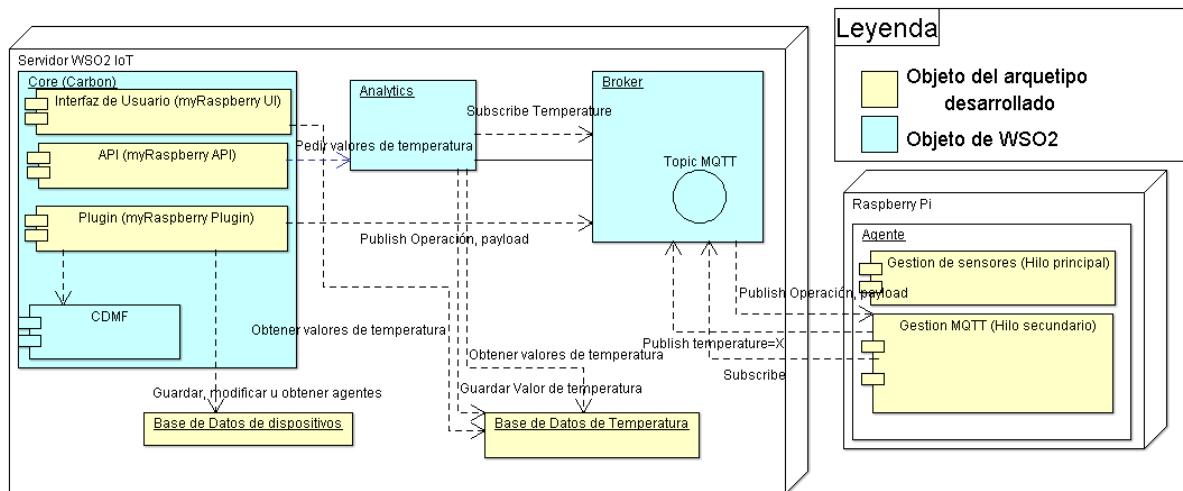 Leyenda
Objeto del arquetipo
desarrollado
Objeto de WSO2
Servidor WSO2 IoT
Core (Carbon)
Interfaz de Usuario (myRaspberry UI)
API (myRaspberry API)
Plugin (myRaspberry Plugin)
CDMF
Analytics
Broker
Topic MQTT
Subscribe Temperature
Pedir valores de temperatura
Publish Operación, payload
Obtener valores de temperatura
Obtener valores de temperatura
Guardar Valor de temperatura
Guardar, modificar u obtener agentes
Base de Datos de dispositivos
Base de Datos de Temperatura
Raspberry Pi
Agente
Gestion de sensores (Hilo principal)
Publish Operación, payload
Gestion MQTT (Hilo secundario)
Publish temperature=X
Subscribe